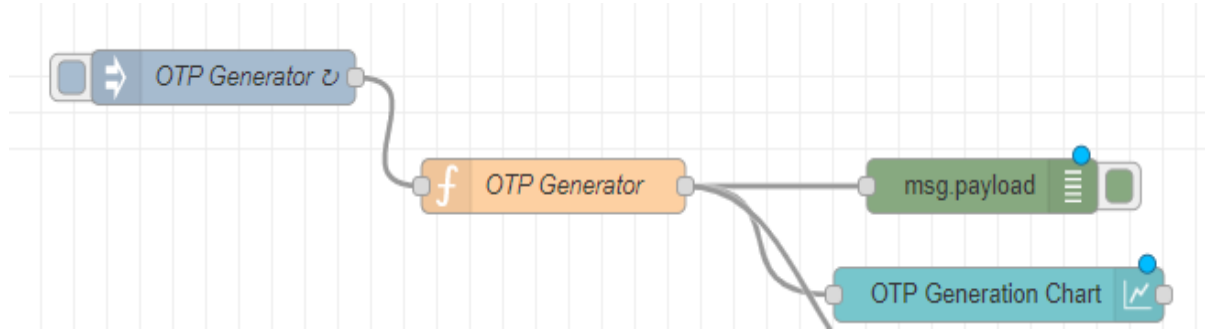 OTP Generator ↻
OTP Generator
msg.payload
OTP Generation Chart